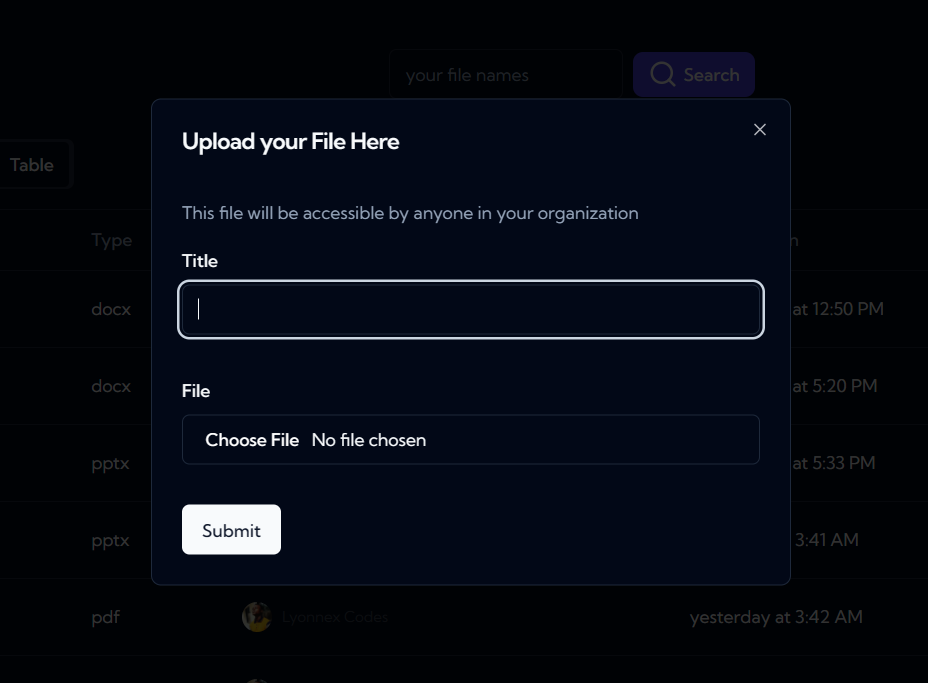 your file names
Search
Upload your File Here
Table
This file will be accessible by anyone in your organization
Type
n
Title
docx
at 12:50 PM
docx
at 5:20 PM
File
Choose File No file chosen
pptx
at 5:33 PM
Submit
pptx
3:41 AM
pdf
Lyonnex Codes
yesterday at 3:42 AM